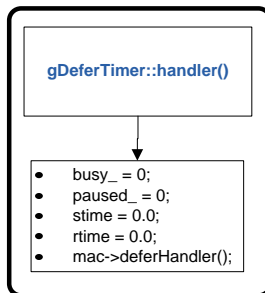 gDeferTimer::handler()
• busy_ = 0;
• paused_ = 0;
• stime = 0.0;
• rtime = 0.0;
• mac->deferHandler();